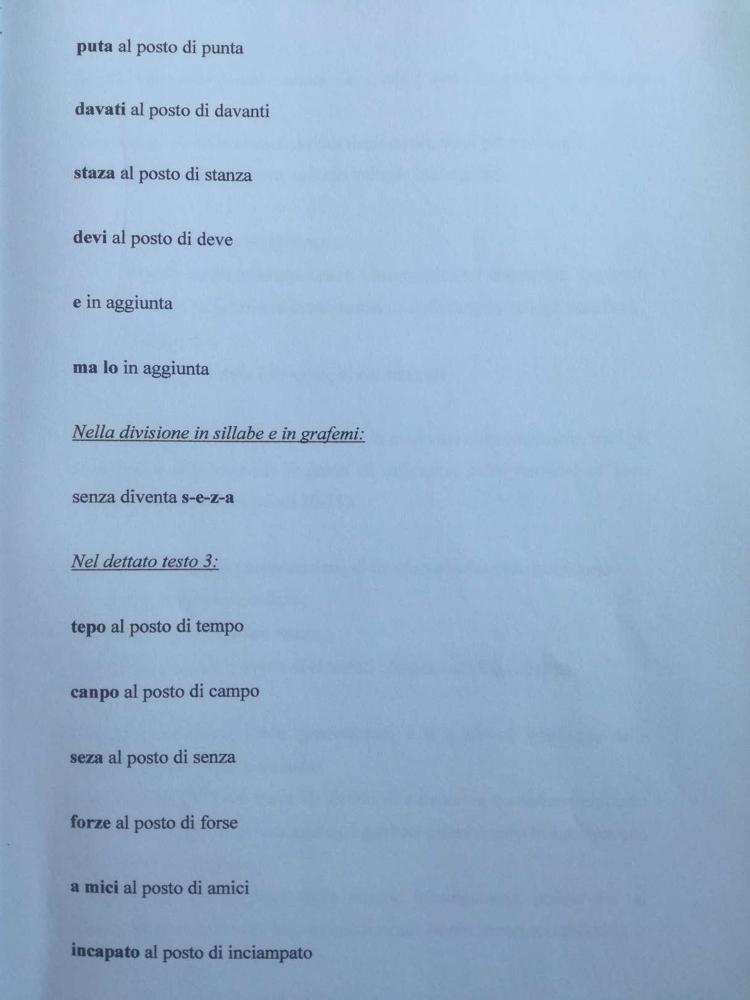 puta al posto di punta
davati al posto di davanti
staza al posto di stanza
devi al posto di deve
e in aggiunta
ma lo in aggiunta
Nella divisione in sillabe e in grafemi:
senza diventa s-e-z-a
Nel dettato testo 3:
tepo al posto di tempo
canpo al posto di campo
seza al posto di senza
forze al posto di forse
a mici al posto di amici
incapato al posto di inciampato